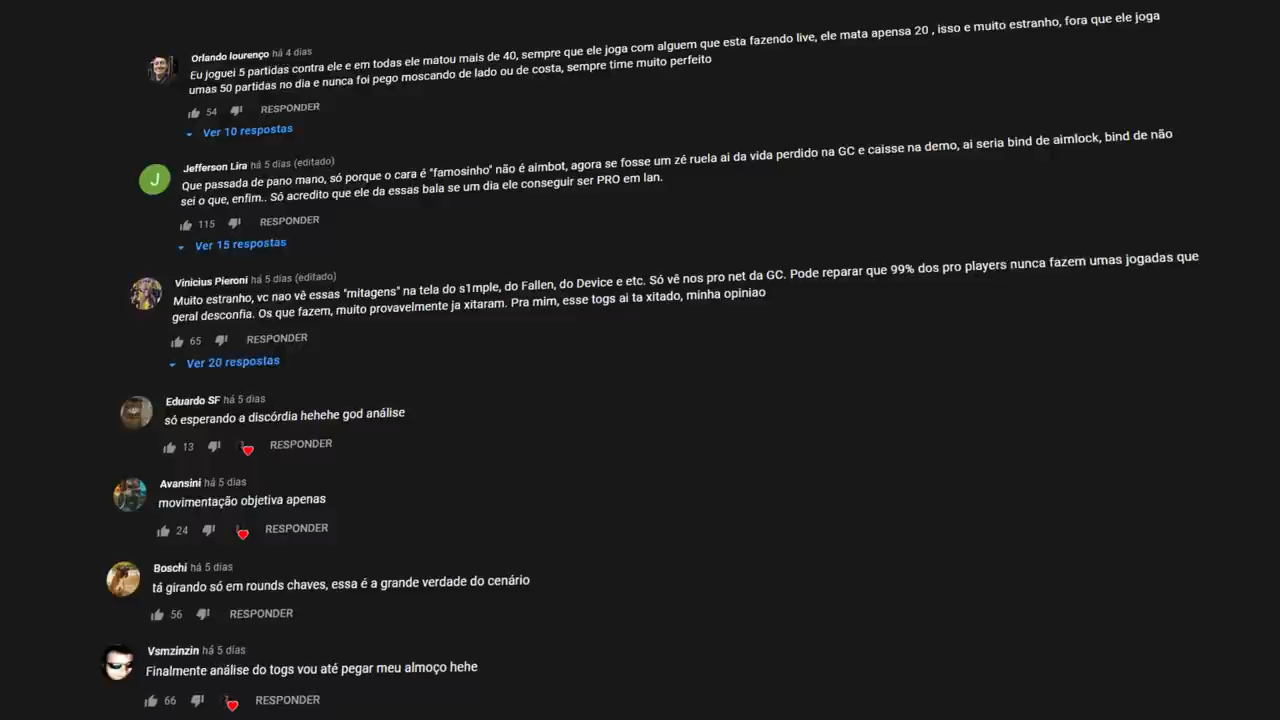 Orlando lourenço há 4 dias
Eu joguei 5 partidas contra ele e em todas ele matou mais de 40, sempre que ele joga com alguem que esta fazendo live, ele mata apensa 20 , isso e muito estranho, fora que ele joga
umas 50 partidas no dia e nunca foi pego moscando de lado ou de costa, sempre time muito perfeito
54 RESPONDER
Ver 10 respostas
J
Jefferson Lira há 5 dias (editado)
Que passada de pano mano, só porque o cara é "famosinho" não é aimbot, agora se fosse um zé ruela ai da vida perdido na GC e caisse na demo, ai seria bind de aimlock, bind de não
sei o que, enfim.. Só acredito que ele da essas bala se um dia ele conseguir ser PRO em lan.
115 RESPONDER
Ver 15 respostas
Vinicius Pieroni há 5 dias (editado)
Muito estranho, vc nao vê essas "mitagens" na tela do s1mple, do Fallen, do Device e etc. Só vê nos pro net da GC. Pode reparar que 99% dos pro players nunca fazem umas jogadas que
geral desconfia. Os que fazem, muito provavelmente ja xitaram. Pra mim, esse togs ai ta xitado, minha opiniao
65 RESPONDER
Ver 20 respostas
Eduardo SF há 5 dias
só esperando a discórdia hehehe god análise
13 RESPONDER
Avansini há 5 dias
movimentação objetiva apenas
24 RESPONDER
Boschi há 5 dias
tá girando só em rounds chaves, essa é a grande verdade do cenário
56 RESPONDER
Vsmzinzin há 5 dias
Finalmente análise do togs vou até pegar meu almoço hehe
66 RESPONDER